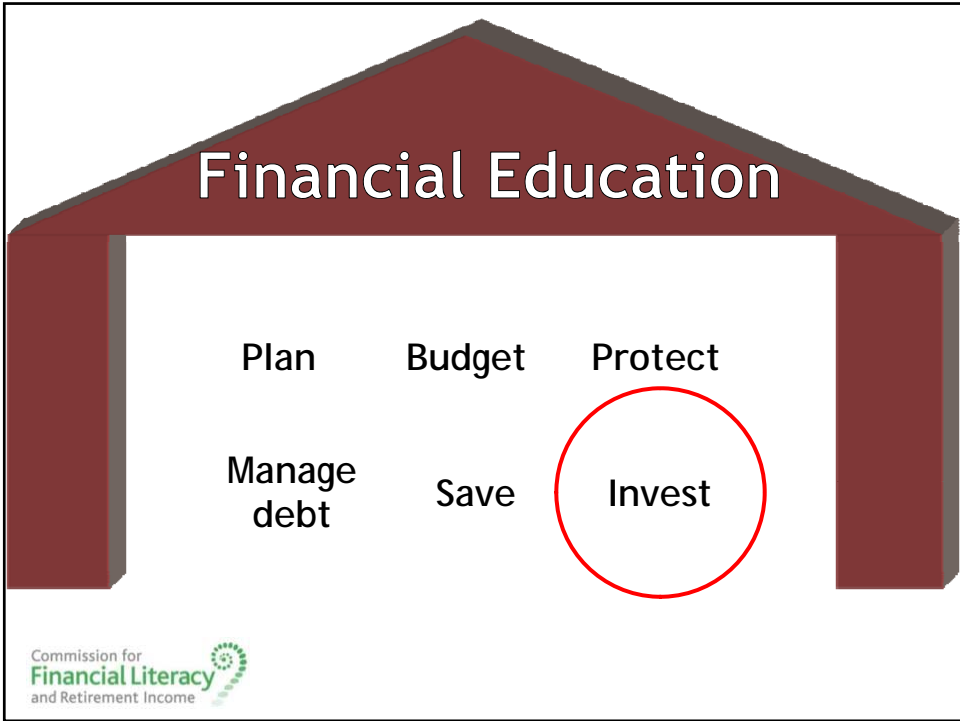 Financial Education
Plan Budget Protect
Manage
debt
Save Invest
Commission for
Financial Literacy
and Retirement Income